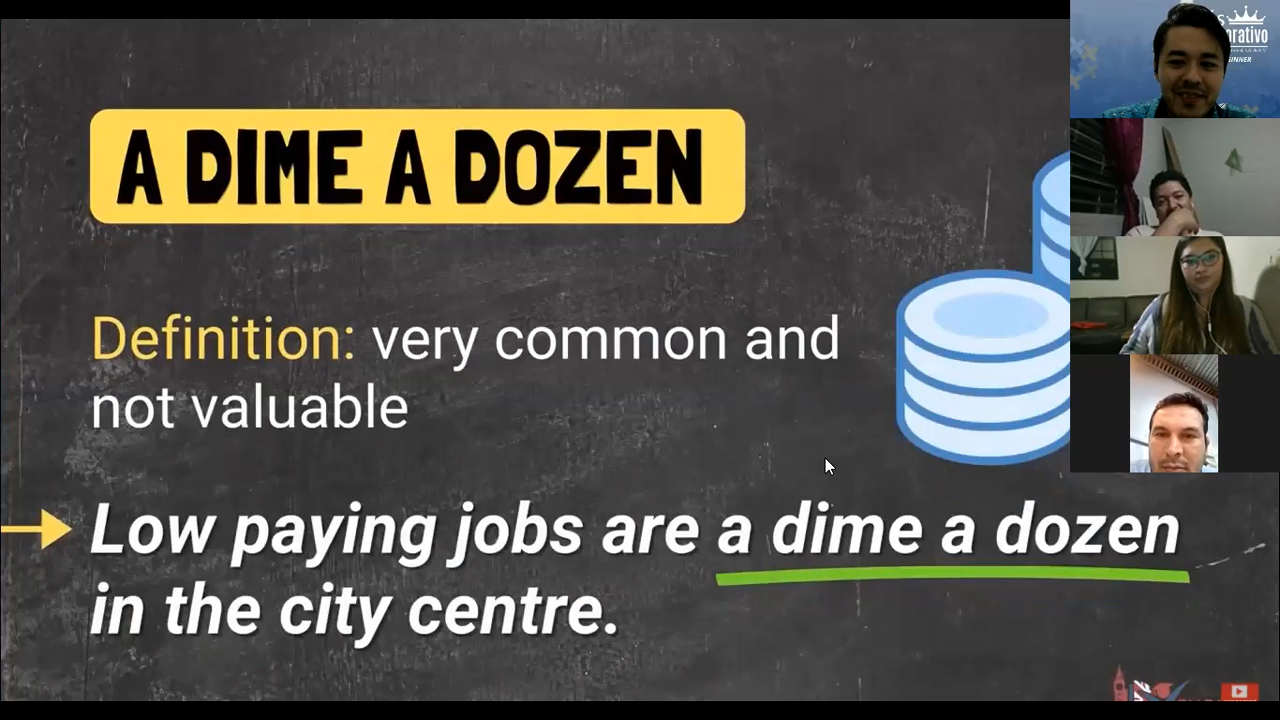 A DIME A DOZEN
Definition: very common and
not valuable
Low paying jobs are a dime a dozen
in the city centre.